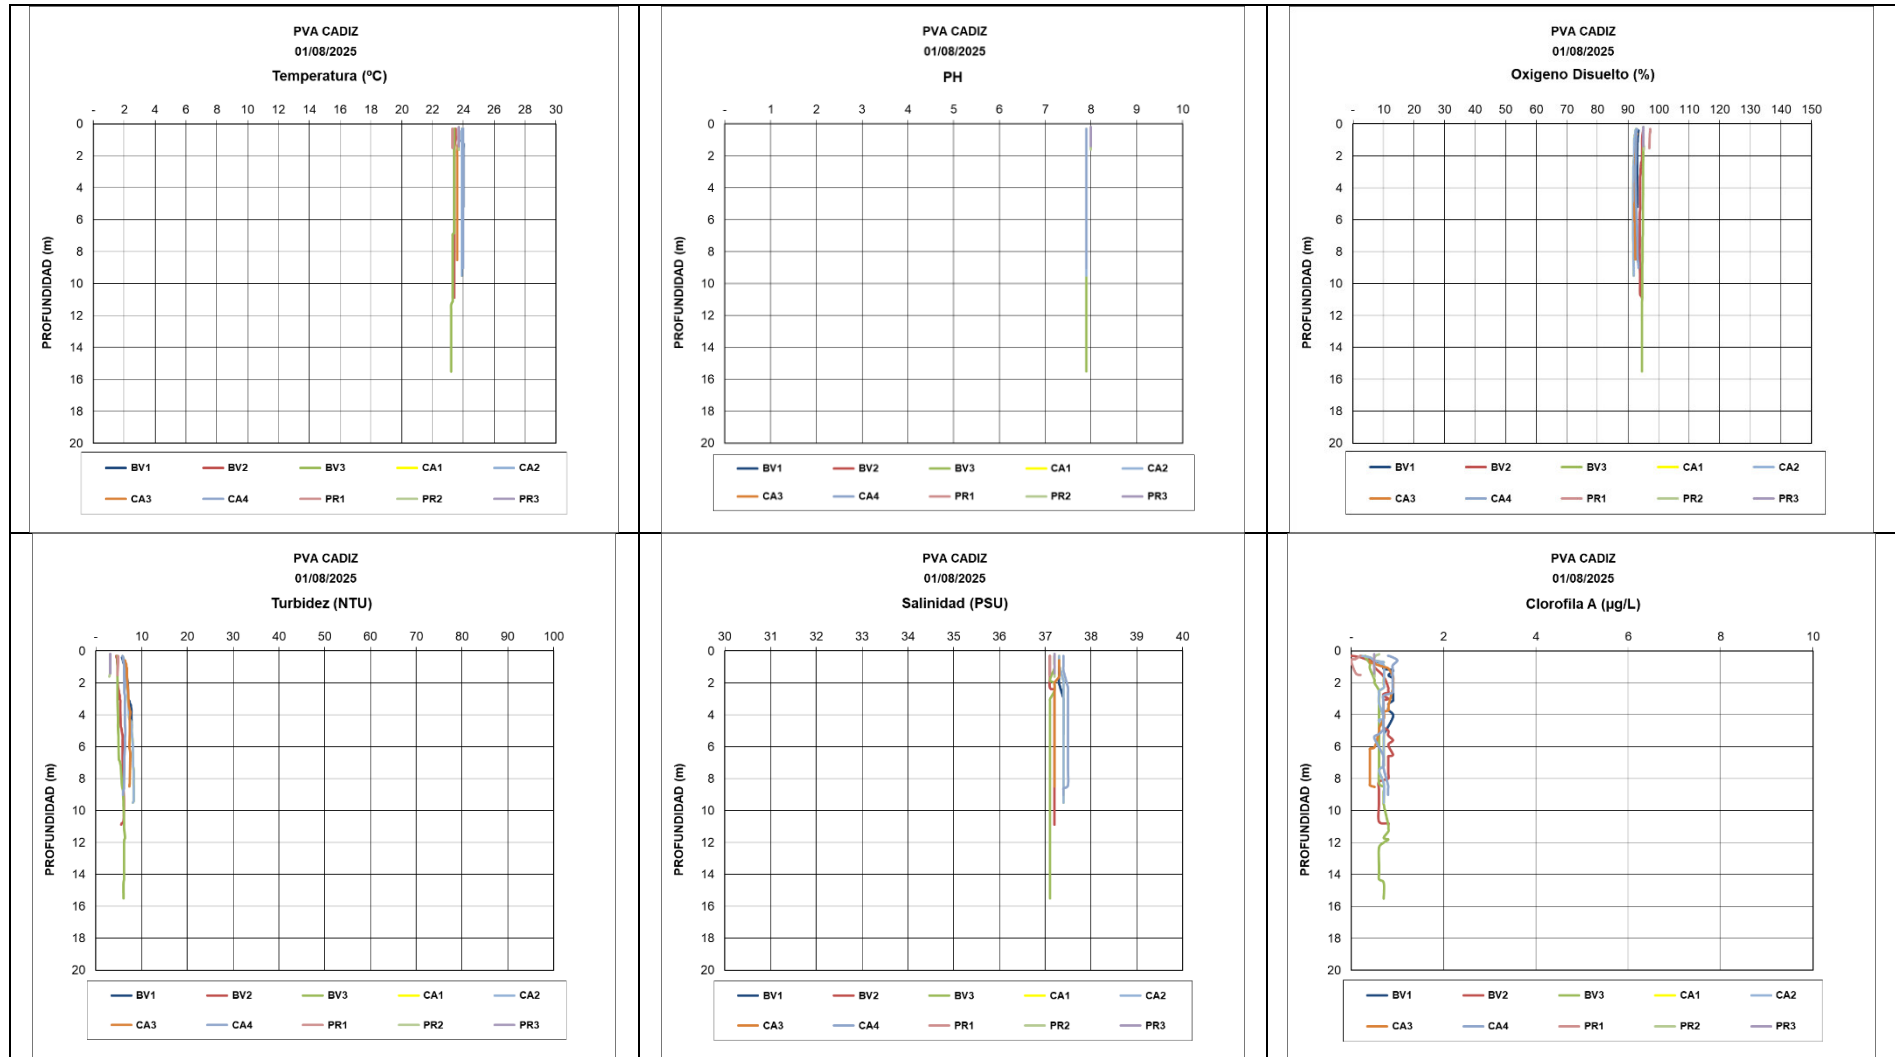 PVA CADIZ
01/08/2025
Temperatura (ºC)
- 2 4 6 8 10 12 14 16 18 20 22 24 26 28 30
0
2
4
6
8
10
12
14
16
18
20
PROFUNDIDAD (m)
BV1 BV2 BV3 CA1 CA2
CA3 CA4 PR1 PR2 PR3
PVA CADIZ
01/08/2025
PH
- 1 2 3 4 5 6 7 8 9 10
0
2
4
6
8
10
12
14
16
18
20
PROFUNDIDAD (m)
BV1 BV2 BV3 CA1 CA2
CA3 CA4 PR1 PR2 PR3
PVA CADIZ
01/08/2025
Oxigeno Disuelto (%)
- 10 20 30 40 50 60 70 80 90 100 110 120 130 140 150
0
2
4
6
8
10
12
14
16
18
20
PROFUNDIDAD (m)
BV1 BV2 BV3 CA1 CA2
CA3 CA4 PR1 PR2 PR3
PVA CADIZ
01/08/2025
Turbidez (NTU)
- 10 20 30 40 50 60 70 80 90 100
0
2
4
6
8
10
12
14
16
18
20
PROFUNDIDAD (m)
BV1 BV2 BV3 CA1 CA2
CA3 CA4 PR1 PR2 PR3
PVA CADIZ
01/08/2025
Salinidad (PSU)
30 31 32 33 34 35 36 37 38 39 40
0
2
4
6
8
10
12
14
16
18
20
PROFUNDIDAD (m)
BV1 BV2 BV3 CA1 CA2
CA3 CA4 PR1 PR2 PR3
PVA CADIZ
01/08/2025
Clorofila A (µg/L)
- 2 4 6 8 10
0
2
4
6
8
10
12
14
16
18
20
PROFUNDIDAD (m)
BV1 BV2 BV3 CA1 CA2
CA3 CA4 PR1 PR2 PR3